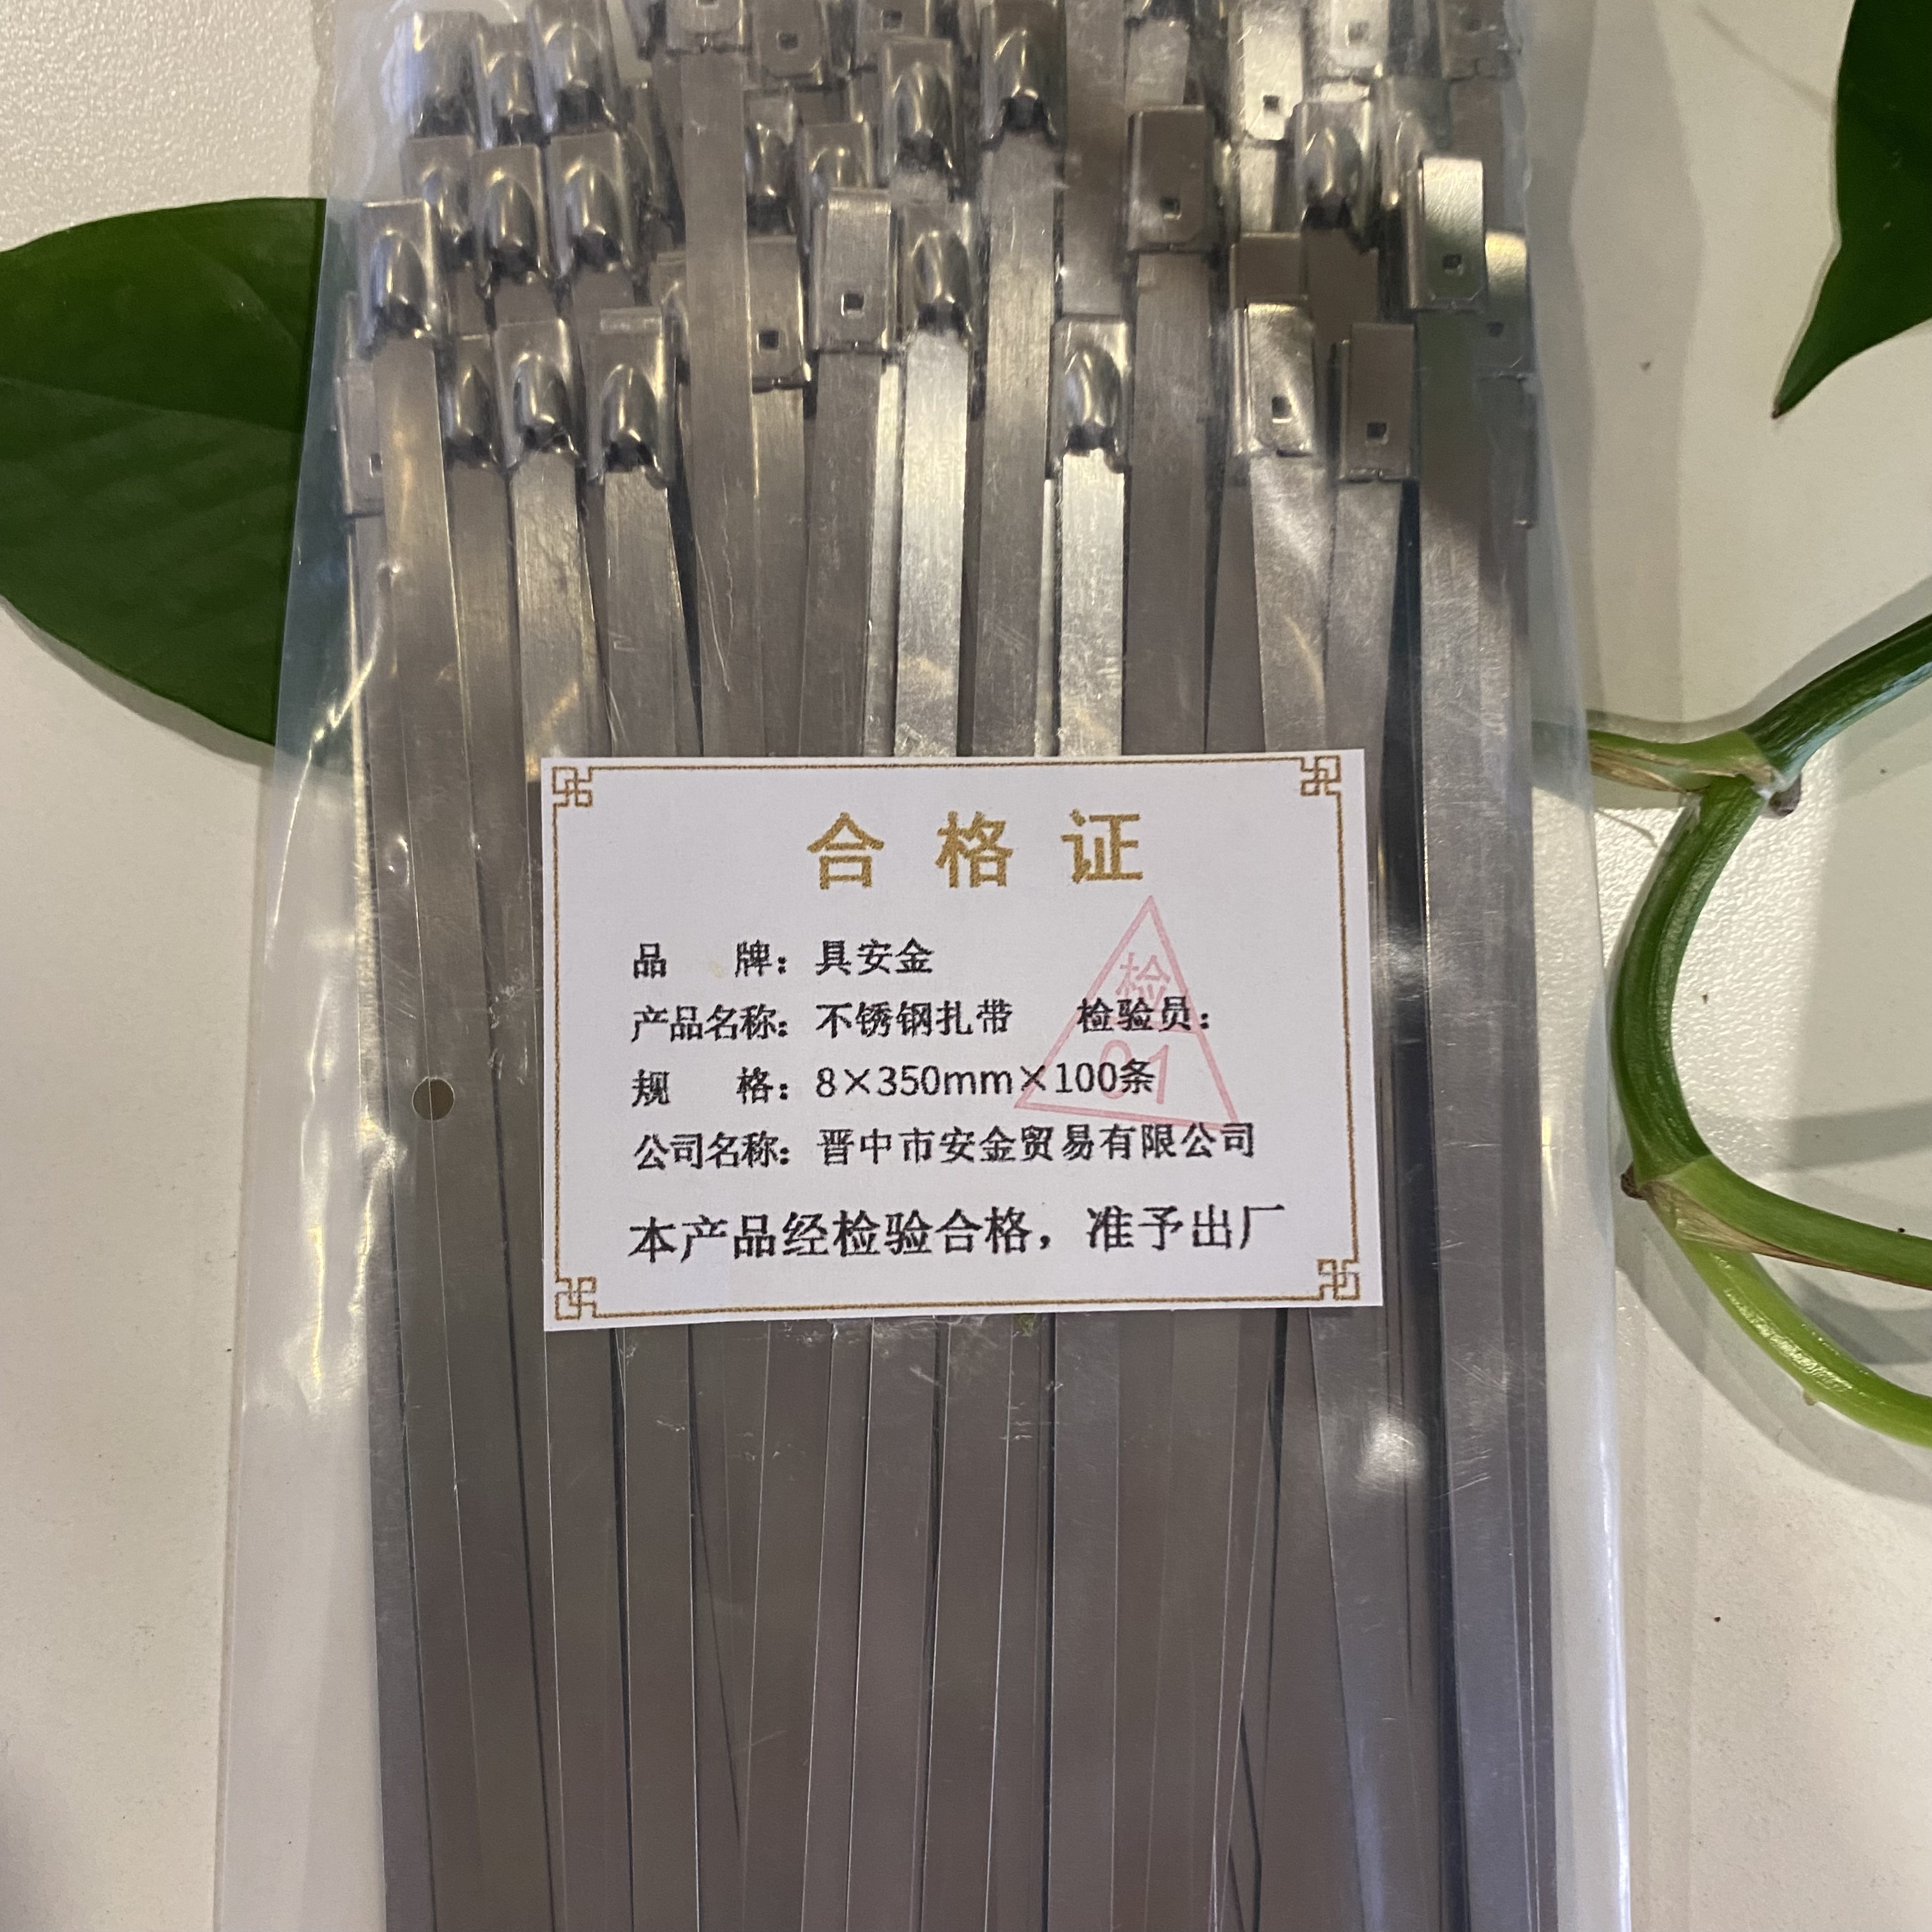 合格证
品 牌：具安金
产品名称：不锈钢扎带 检验员：
规 格：8×350mm×100条
公司名称：晋中市安金贸易有限公司
本产品经检验合格，准予出厂
检
01